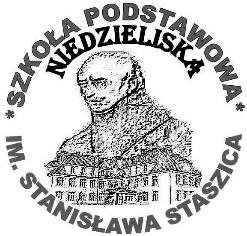 * SZKOŁA PODSTAWOWA *
NIEDZIELISKA
IM. STANISŁAWA STASZICA